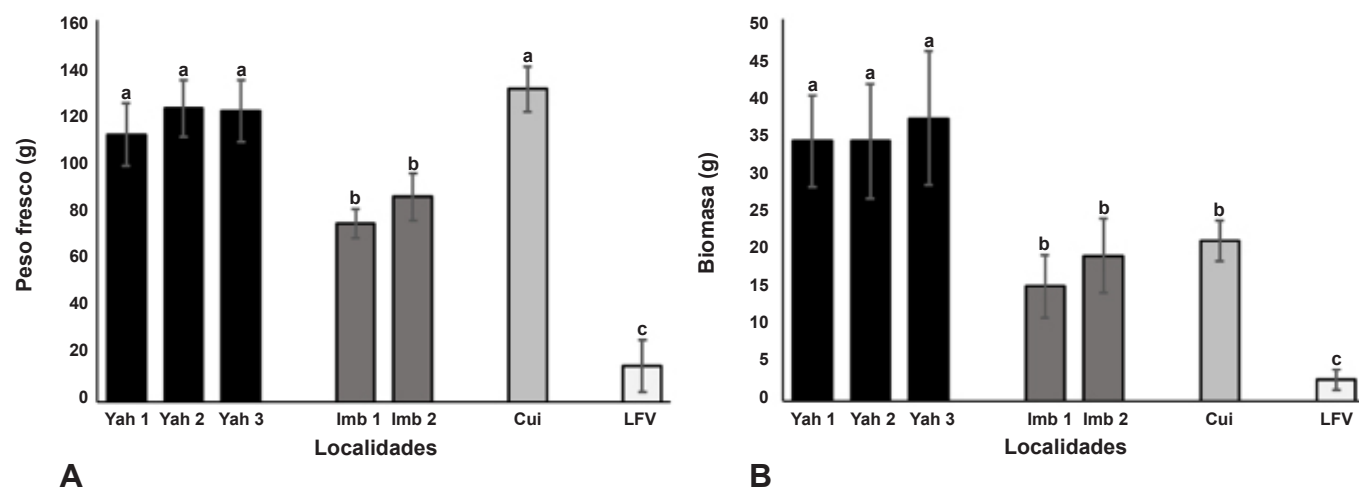 160
140
120
100
80
60
40
20
0
Peso fresco (g)
a
a
a
b
b
a
c
Yah 1 Yah 2 Yah 3 Imb 1 Imb 2 Cui LFV
Localidades
A
50
45
40
35
30
25
20
15
10
5
0
Biomasa (g)
a
a
a
b
b
b
c
Yah 1 Yah 2 Yah 3 Imb 1 Imb 2 Cui LFV
Localidades
B